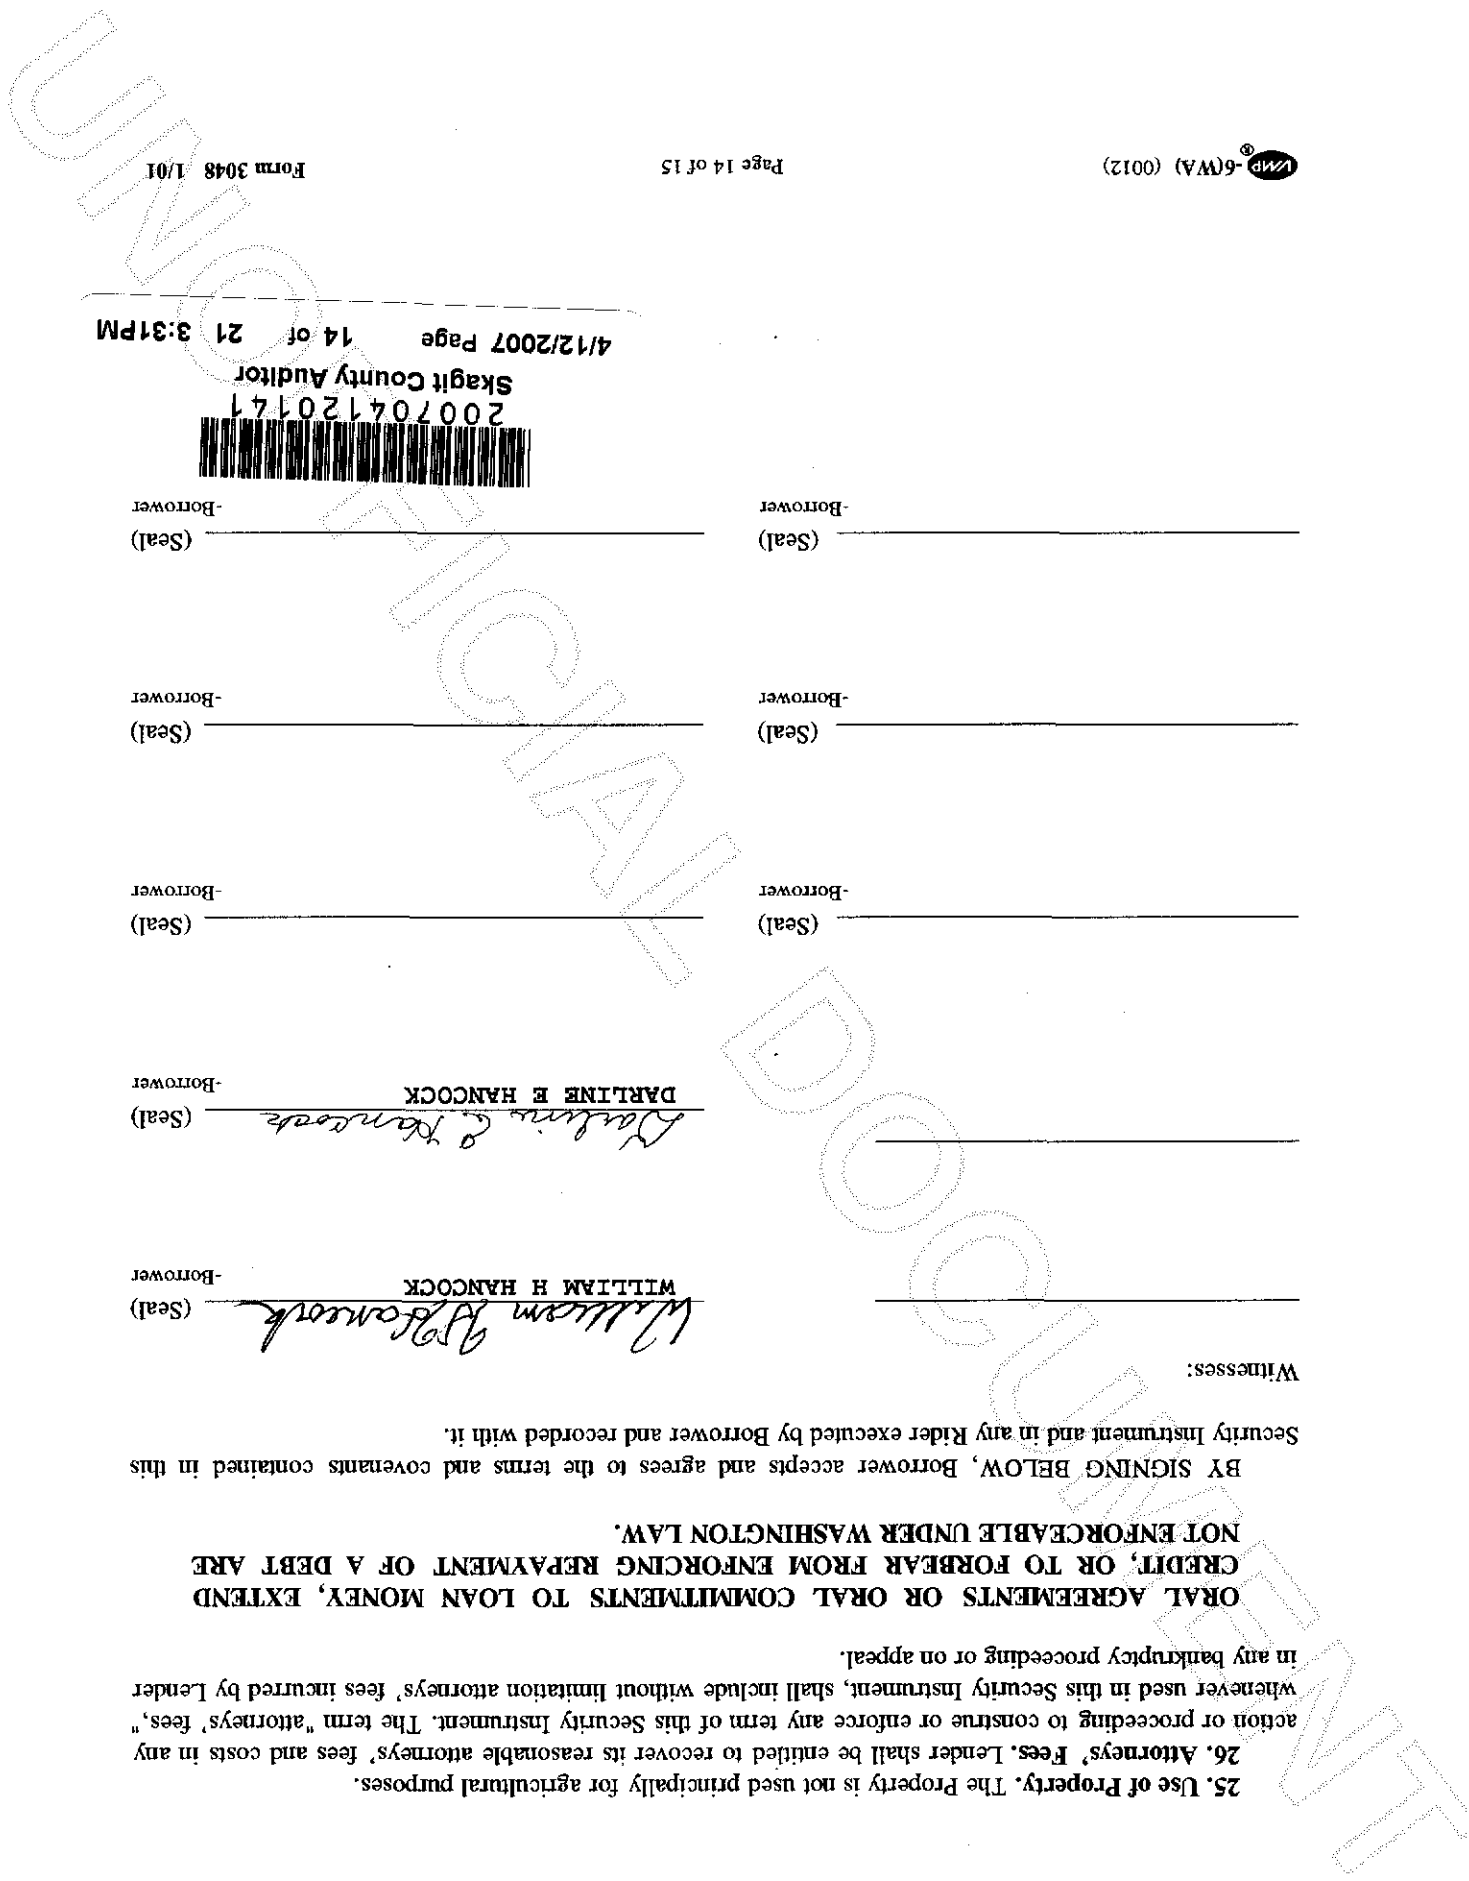 25. Use of Property. The Property is not used principally for agricultural purposes.
26. Attorneys' Fees. Lender shall be entitled to recover its reasonable attorneys' fees and costs in any
action or proceeding to construe or enforce any term of this Security Instrument. The term "attorneys' fees,"
whenever used in this Security Instrument, shall include without limitation attorneys' fees incurred by Lender
in any bankruptcy proceeding or on appeal.
ORAL AGREEMENTS OR ORAL COMMITMENTS TO LOAN MONEY, EXTEND
CREDIT, OR TO FORBEAR FROM ENFORCING REPAYMENT OF A DEBT ARE
NOT ENFORCEABLE UNDER WASHINGTON LAW.
BY SIGNING BELOW, Borrower accepts and agrees to the terms and covenants contained in this
Security Instrument and in any Rider executed by Borrower and recorded with it.
Witnesses:
William H Hancock (Seal)
WILLIAM H HANCOCK -Borrower
Darline E. Hancock (Seal)
DARLINE E HANCOCK -Borrower
(Seal) (Seal)
-Borrower -Borrower
(Seal) (Seal)
-Borrower -Borrower
(Seal) (Seal)
-Borrower -Borrower
200704120141
Skagit County Auditor
4/12/2007 Page 14 of 21 3:31PM
VMP®-6(WA) (0012) Page 14 of 15 Form 3048 1/01
UNOFFICIAL DOCUMENT